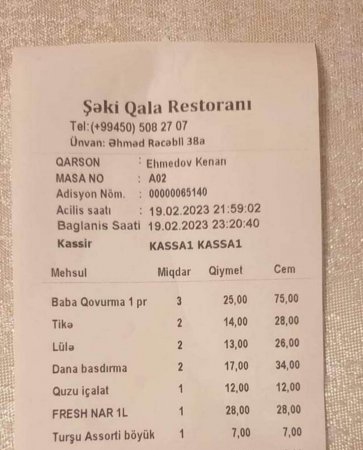 Şəki Qala Restoranı
Tel:(+99450) 508 27 07
Ünvan: Əhməd Rəcəbli 38a
QARSON : Ehmedov Kenan
MASA NO : A02
Adisyon Nöm. : 00000065140
Acilis saatı : 19.02.2023 21:59:02
Baglanis Saati 19.02.2023 23:20:40
Kassir KASSA1 KASSA1
Mehsul Miqdar Qiymet Cem
Baba Qovurma 1 pr 3 25,00 75,00
Tikə 2 14,00 28,00
Lülə 2 13,00 26,00
Dana basdırma 2 17,00 34,00
Quzu içalat 1 12,00 12,00
FRESH NAR 1L 1 28,00 28,00
Turşu Assorti böyük 1 7,00 7,00